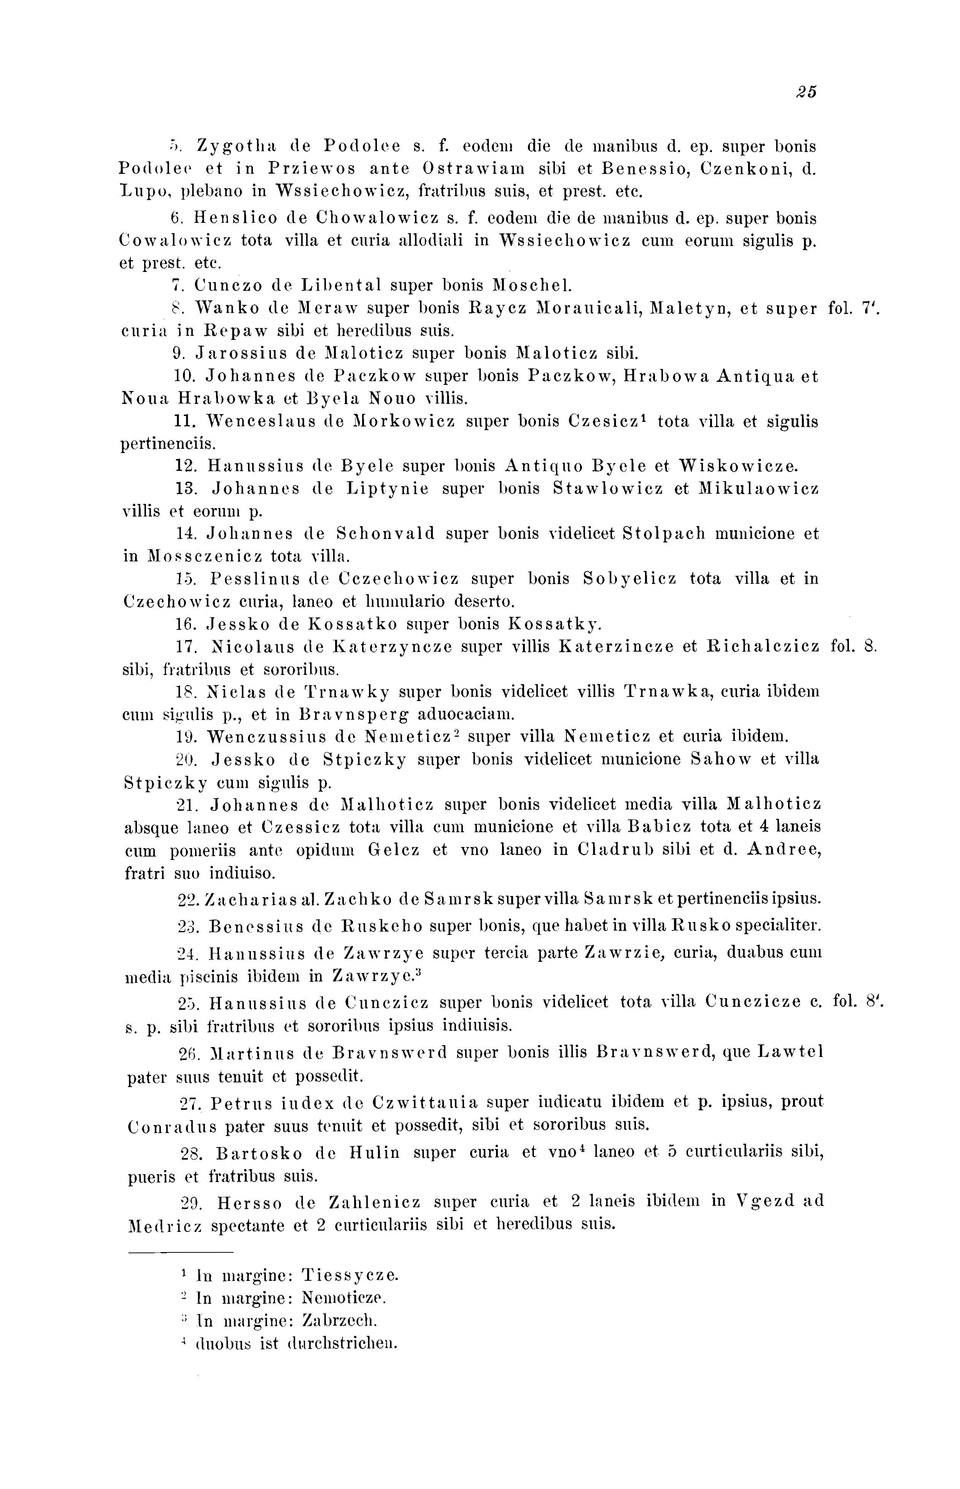 25
5. Zygotha de Podolee s. f. eodem die de manibus d. ep. super bonis
Podolee et in Prziewos ante Ostrawiam sibi et Benessio, Czenkoni, d.
Lupo, plebano in Wssiechowicz, fratribus suis, et prest. etc.
6. Henslico de Chowalowicz s. f. eodem die de manibus d. ep. super bonis
Cowalowicz tota villa et curia allodiali in Wssiechowicz cum eorum sigulis p.
et prest. etc.
7. Cunczo de Libental super bonis Moschel.
8. Wanko de Meraw super bonis Raycz Morauicali, Maletyn, et super fol. 7'.
curia in Repaw sibi et heredibus suis.
9. Jarossius de Maloticz super bonis Maloticz sibi.
10. Johannes de Paczkow super bonis Paczkow, Hrabowa Antiqua et
Noua Hrabowka et Byela Nouo villis.
11. Wenceslaus de Morkowicz super bonis Czesicz¹ tota villa et sigulis
pertinenciis.
12. Hanussius de Byele super bonis Antiquo Byele et Wiskowicze.
13. Johannes de Liptynie super bonis Stawlowicz et Mikulaowicz
villis et eorum p.
14. Johannes de Schonvald super bonis videlicet Stolpach municione et
in Mossczenicz tota villa.
15. Pesslinus de Cczechowicz super bonis Sobyelicz tota villa et in
Czechowicz curia, laneo et humulario deserto.
16. Jessko de Kossatko super bonis Kossatky.
17. Nicolaus de Katerzyncze super villis Katerzincze et Richalczicz fol. 8.
sibi, fratribus et sororibus.
18. Niclas de Trnawky super bonis videlicet villis Trnawka, curia ibidem
cum sigulis p., et in Bravnsperg aduocaciam.
19. Wenczussius de Nemeticz² super villa Nemeticz et curia ibidem.
20. Jessko de Stpiczky super bonis videlicet municione Sahow et villa
Stpiczky cum sigulis p.
21. Johannes de Malhoticz super bonis videlicet media villa Malhoticz
absque laneo et Czessicz tota villa cum municione et villa Babicz tota et 4 laneis
cum pomeriis ante opidum Gelcz et vno laneo in Cladrub sibi et d. Andree,
fratri suo indiuiso.
22. Zacharias al. Zachko de Samrsk super villa Samrsk et pertinenciis ipsius.
23. Benessius de Ruskeho super bonis, que habet in villa Rusko specialiter.
24. Hanussius de Zawrzye super tercia parte Zawrzie, curia, duabus cum
media piscinis ibidem in Zawrzye.³
25. Hanussius de Cunczicz super bonis videlicet tota villa Cunczicze c. fol. 8'.
s. p. sibi fratribus et sororibus ipsius indiuisis.
26. Martinus de Bravnswerd super bonis illis Bravnswerd, que Lawtel
pater suus tenuit et possedit.
27. Petrus iudex de Czwittauia super iudicatu ibidem et p. ipsius, prout
Conradus pater suus tenuit et possedit, sibi et sororibus suis.
28. Bartosko de Hulin super curia et vno⁴ laneo et 5 curticulariis sibi,
pueris et fratribus suis.
29. Hersso de Zahlenicz super curia et 2 laneis ibidem in Vgezd ad
Medricz spectante et 2 curticulariis sibi et heredibus suis.
¹ In margine: Tiessycze.
² In margine: Nemoticze.
³ In margine: Zabrzech.
⁴ duobus ist durchstrichen.